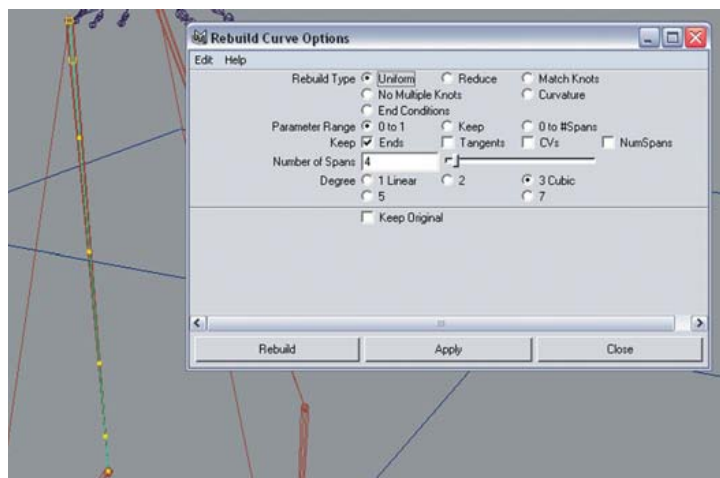 Rebuild Curve Options
Edit Help
Rebuild Type Uniform Reduce Match Knots
No Multiple Knots Curvature
End Conditions
Parameter Range 0 to 1 Keep 0 to #Spans
Keep Ends Tangents CVs NumSpans
Number of Spans 4
Degree 1 Linear 2 3 Cubic
5 7
Keep Original
Rebuild Apply Close